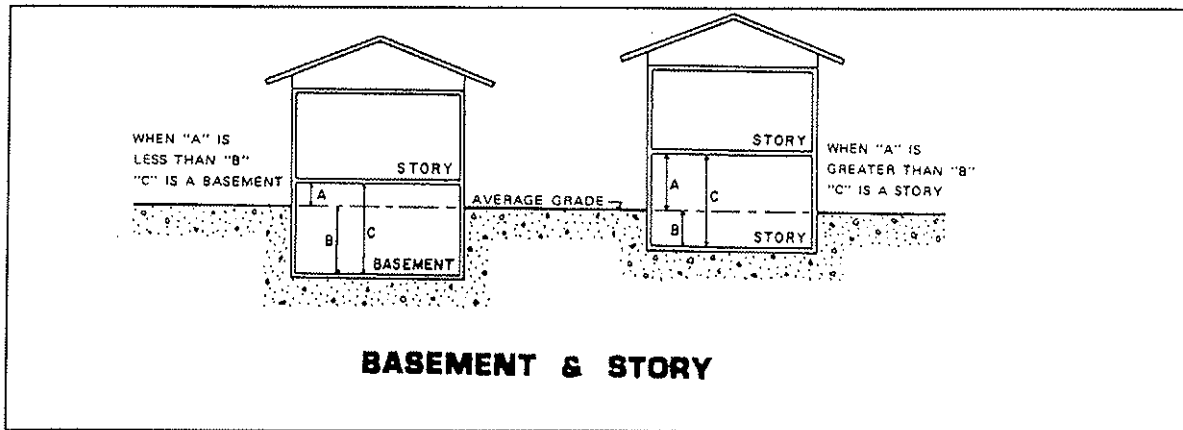 WHEN "A" IS
LESS THAN "B"
"C" IS A BASEMENT
STORY
A
B
C
BASEMENT
AVERAGE GRADE
STORY
A
B
C
STORY
WHEN "A" IS
GREATER THAN "B"
"C" IS A STORY
BASEMENT & STORY